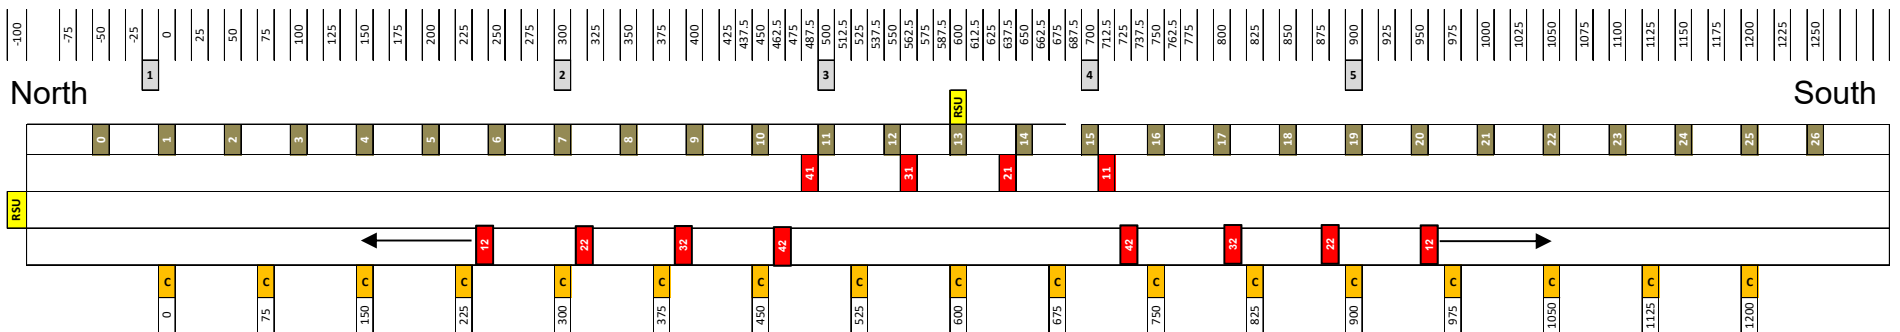 -100 -75 -50 -25 0 25 50 75 100 125 150 175 200 225 250 275 300 325 350 375 400 425 437.5 450 462.5 475 487.5 500 512.5 525 537.5 550 562.5 575 587.5 600 612.5 625 637.5 650 662.5 675 687.5 700 712.5 725 737.5 750 762.5 775 800 825 850 875 900 925 950 975 1000 1025 1050 1075 1100 1125 1150 1175 1200 1225 1250
1 2 3 4 5
North South
RSU
0 1 2 3 4 5 6 7 8 9 10 11 12 13 14 15 16 17 18 19 20 21 22 23 24 25 26
41 31 21 11
RSU
12 22 32 42 42 32 22 12
C C C C C C C C C C C C C C C C C
0 75 150 225 300 375 450 525 600 675 750 825 900 975 1050 1125 1200